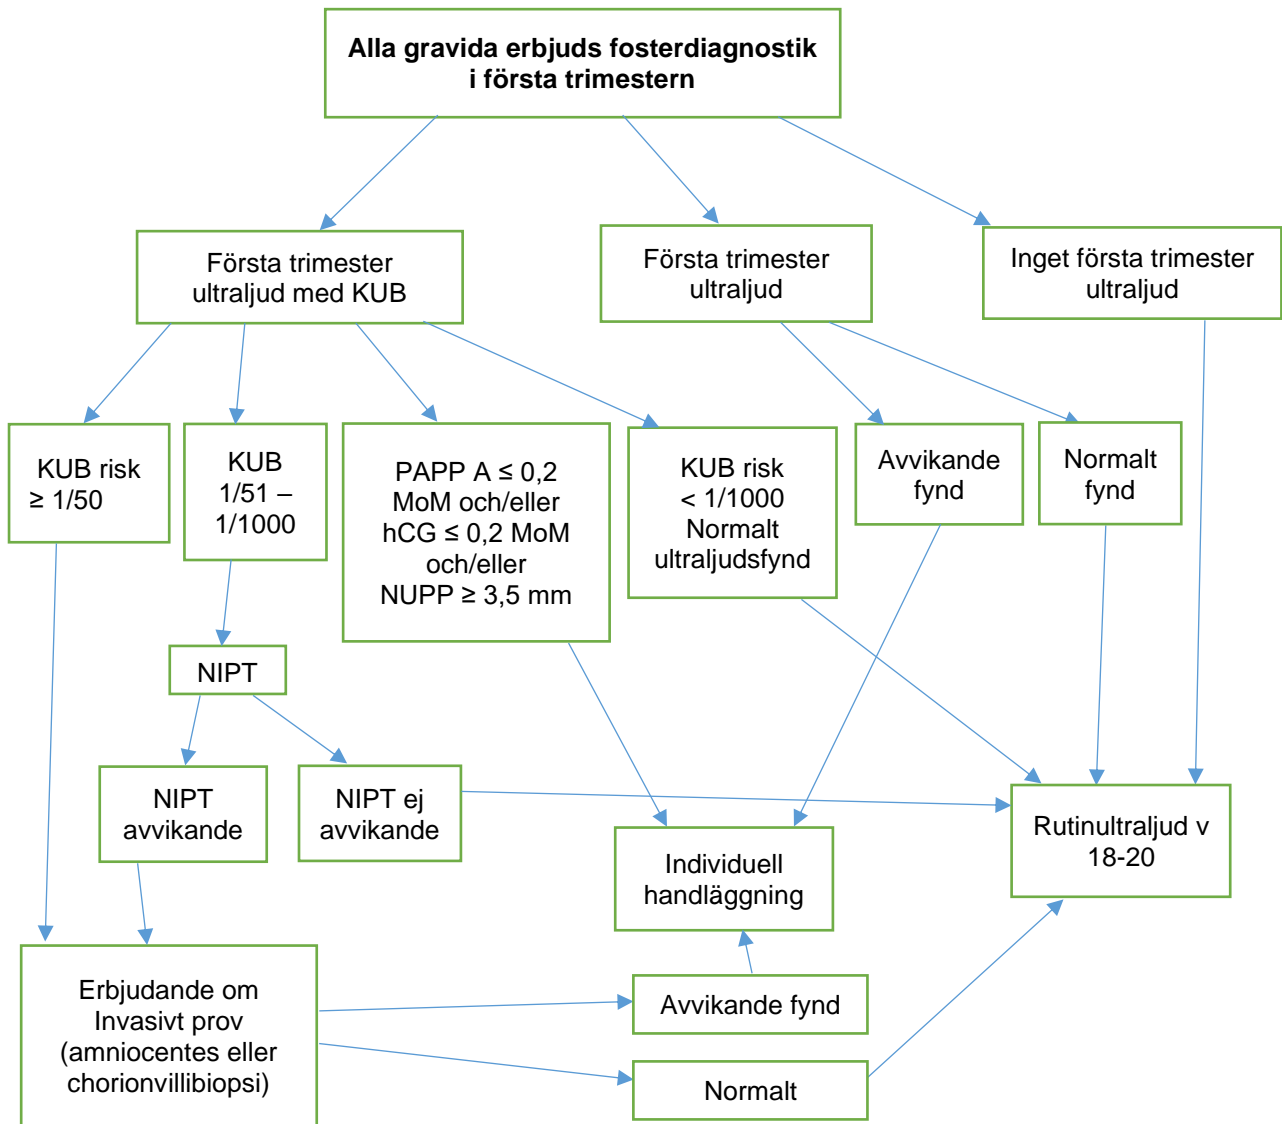 Alla gravida erbjuds fosterdiagnostik
i första trimestern
Första trimester
ultraljud med KUB
Första trimester
ultraljud
Inget första trimester
ultraljud
KUB risk
≥ 1/50
KUB
1/51 –
1/1000
PAPP A ≤ 0,2
MoM och/eller
hCG ≤ 0,2 MoM
och/eller
NUPP ≥ 3,5 mm
KUB risk
< 1/1000
Normalt
ultraljudsfynd
Avvikande
fynd
Normalt
fynd
NIPT
NIPT
avvikande
NIPT ej
avvikande
Individuell
handläggning
Rutinultraljud v
18-20
Erbjudande om
Invasivt prov
(amniocentes eller
chorionvillibiopsi)
Avvikande fynd
Normalt